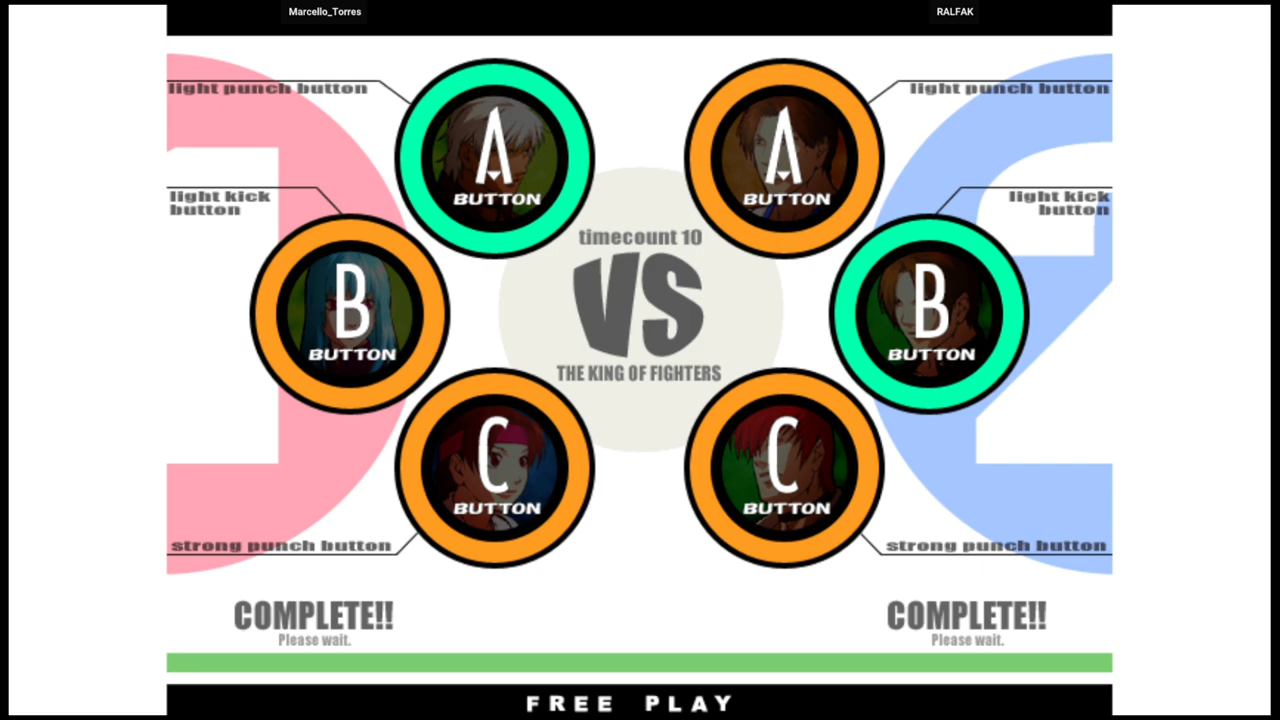 Marcello_Torres
RALFAK
light punch button
light punch button
A
BUTTON
A
BUTTON
light kick
button
light kick
button
timecount 10
VS
THE KING OF FIGHTERS
B
BUTTON
B
BUTTON
C
BUTTON
C
BUTTON
strong punch button
strong punch button
COMPLETE!!
Please wait.
COMPLETE!!
Please wait.
FREE PLAY